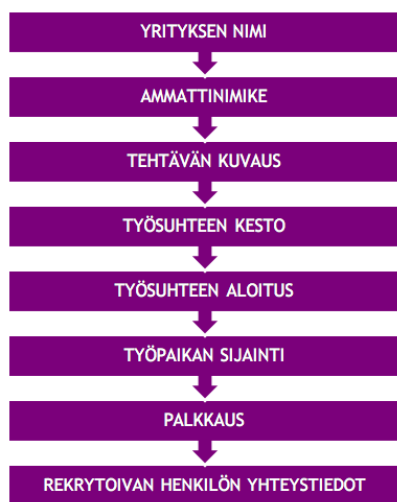 YRITYKSEN NIMI
AMMATTINIMIKE
TEHTÄVÄN KUVAUS
TYÖSUHTEEN KESTO
TYÖSUHTEEN ALOITUS
TYÖPAIKAN SIJAINTI
PALKKAUS
REKRYTOIVAN HENKILÖN YHTEYSTIEDOT